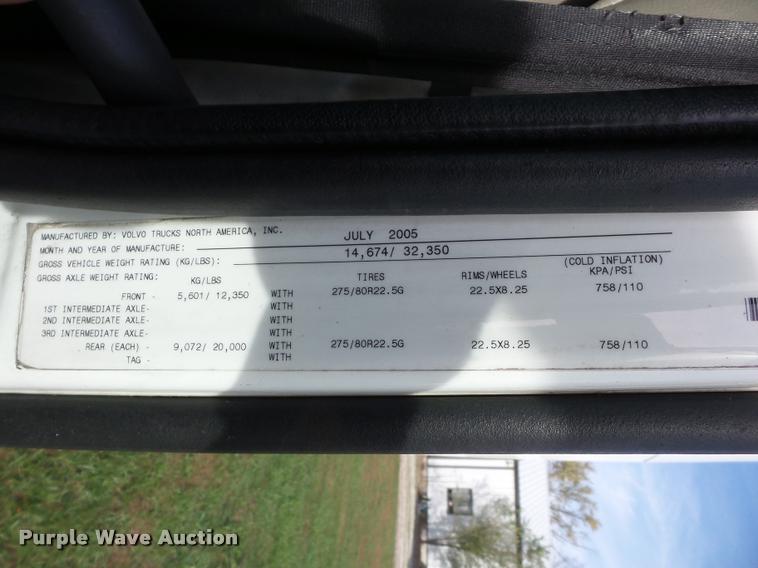 MANUFACTURED BY: VOLVO TRUCKS NORTH AMERICA, INC.
MONTH AND YEAR OF MANUFACTURE: JULY 2005
GROSS VEHICLE WEIGHT RATING (KG/LBS): 14,674/ 32,350
GROSS AXLE WEIGHT RATING: KG/LBS TIRES RIMS/WHEELS (COLD INFLATION) KPA/PSI
FRONT - 5,601/ 12,350 WITH 275/80R22.5G 22.5X8.25 758/110
1ST INTERMEDIATE AXLE- WITH
2ND INTERMEDIATE AXLE- WITH
3RD INTERMEDIATE AXLE- WITH
REAR (EACH) - 9,072/ 20,000 WITH 275/80R22.5G 22.5X8.25 758/110
TAG - WITH
Purple Wave Auction